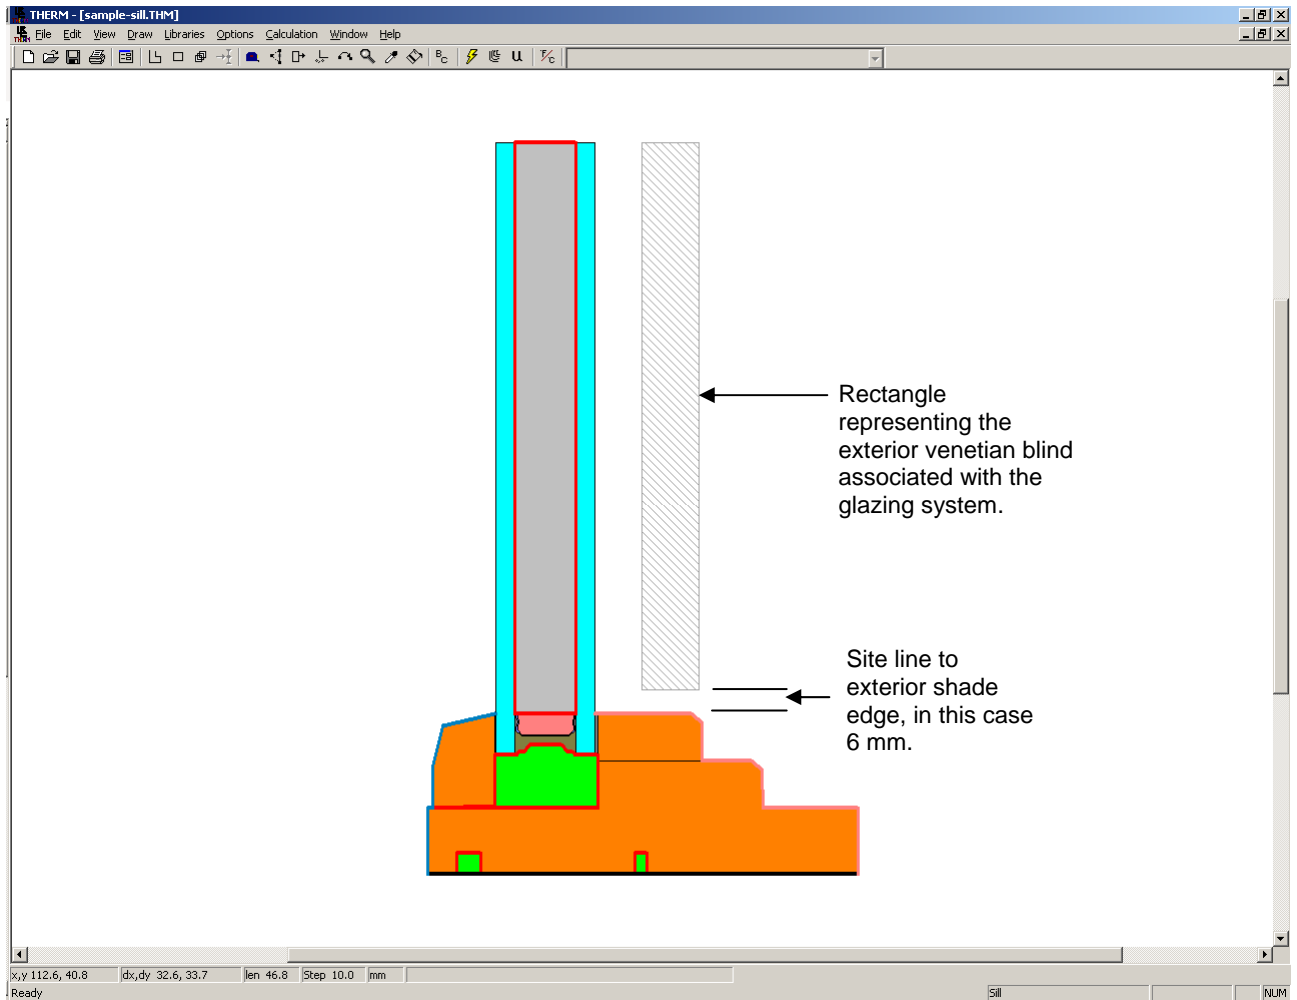 THERM - [sample-sill.THM]
File Edit View Draw Libraries Options Calculation Window Help
BC U F/C
Rectangle
representing the
exterior venetian blind
associated with the
glazing system.
Site line to
exterior shade
edge, in this case
6 mm.
x,y 112.6, 40.8 dx,dy 32.6, 33.7 len 46.8 Step 10.0 mm
Ready Sill NUM